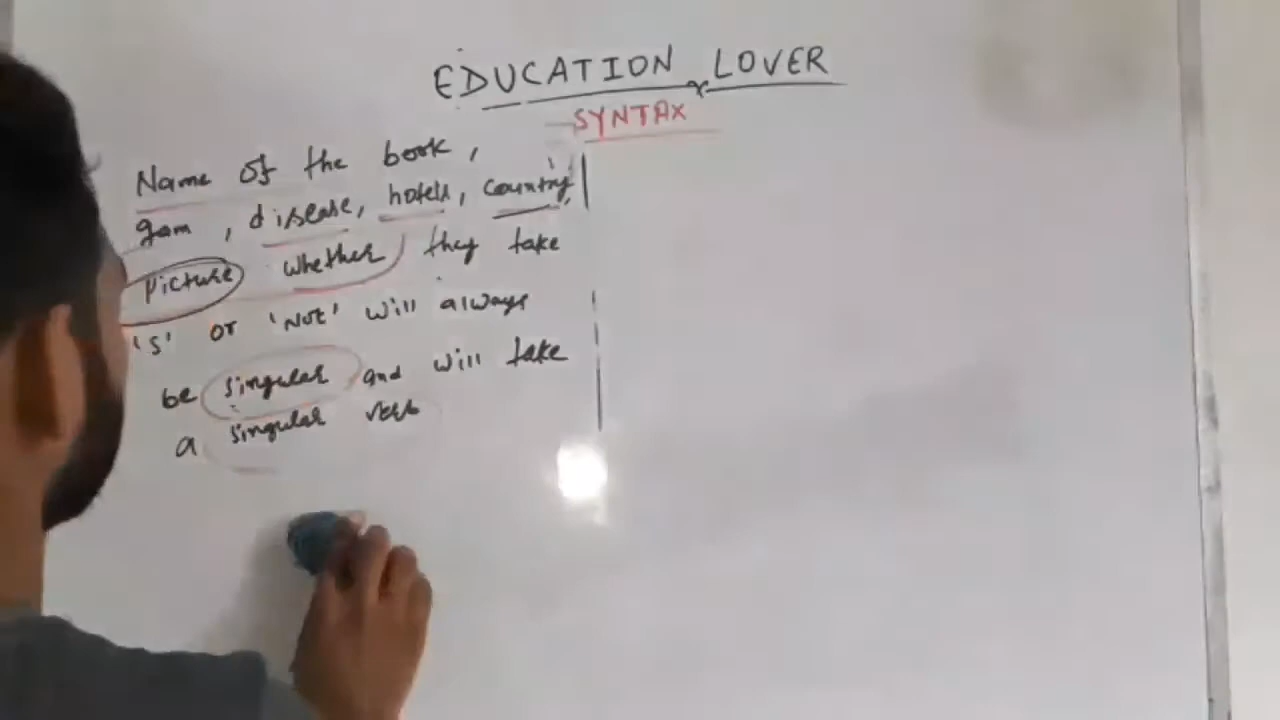 EDUCATION LOVER
SYNTAX
Name of the book,
gam, disease, hotels, country,
picture whether they take
's' or 'Not' will always
be singular and will take
a singular verb